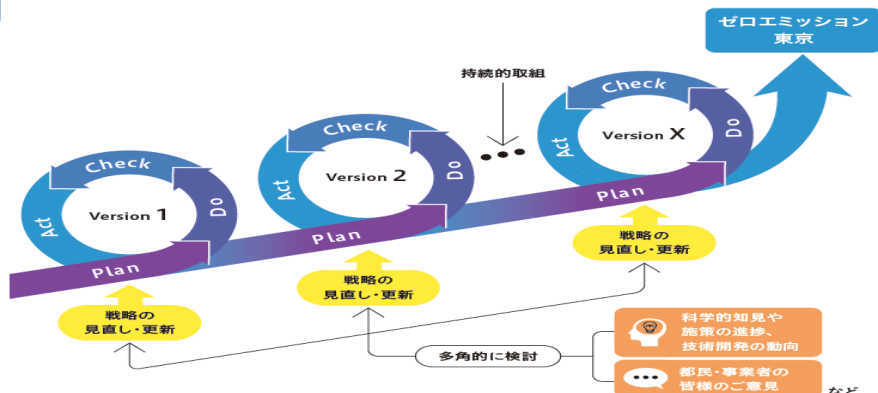 ゼロエミッション
東京
持続的取組
Check
Do
Act
Version X
Plan
Check
Do
Act
Version 2
Plan
Check
Do
Act
Version 1
Plan
戦略の
見直し・更新
戦略の
見直し・更新
戦略の
見直し・更新
多角的に検討
科学的知見や
施策の進捗、
技術開発の動向
都民・事業者の
皆様のご意見
など